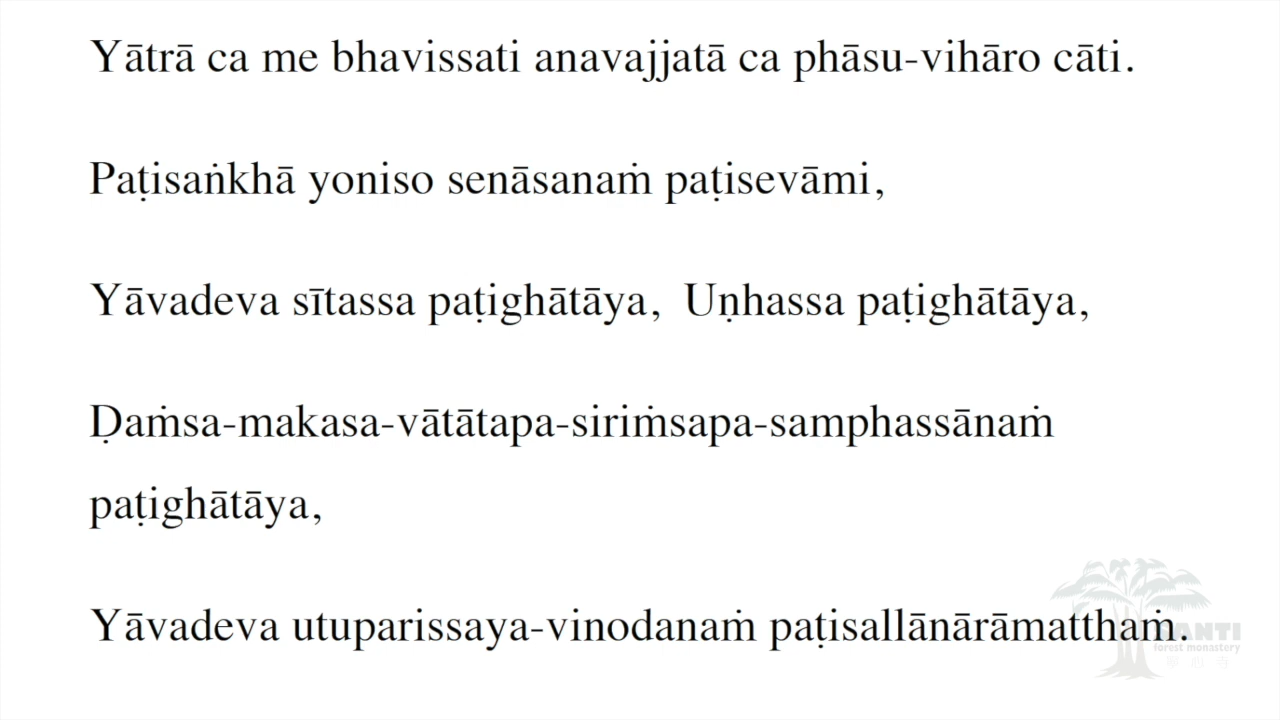 Yātrā ca me bhavissati anavajjatā ca phāsu-vihāro cāti.
Paṭisaṅkhā yoniso senāsanaṁ paṭisevāmi,
Yāvadeva sītassa paṭighātāya, Uṇhassa paṭighātāya,
Ḍaṁsa-makasa-vātātapa-siriṁsapa-samphassānaṁ
paṭighātāya,
Yāvadeva utuparissaya-vinodanaṁ paṭisallānārāmatthaṁ.
SANTI
forest monastery